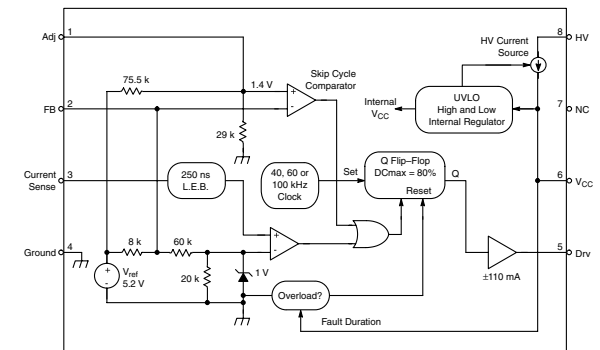 Adj 1
FB 2
Current
Sense 3
Ground 4
8 HV
7 NC
6 VCC
5 Drv
75.5 k
1.4 V
29 k
Skip Cycle
Comparator
+
-
HV Current
Source
Internal
VCC
UVLO
High and Low
Internal Regulator
250 ns
L.E.B.
40, 60 or
100 kHz
Clock
Set
Q Flip–Flop
DCmax = 80%
Reset
Q
+
-
8 k
60 k
20 k
1 V
+
-
Vref
5.2 V
Overload?
Fault Duration
±110 mA